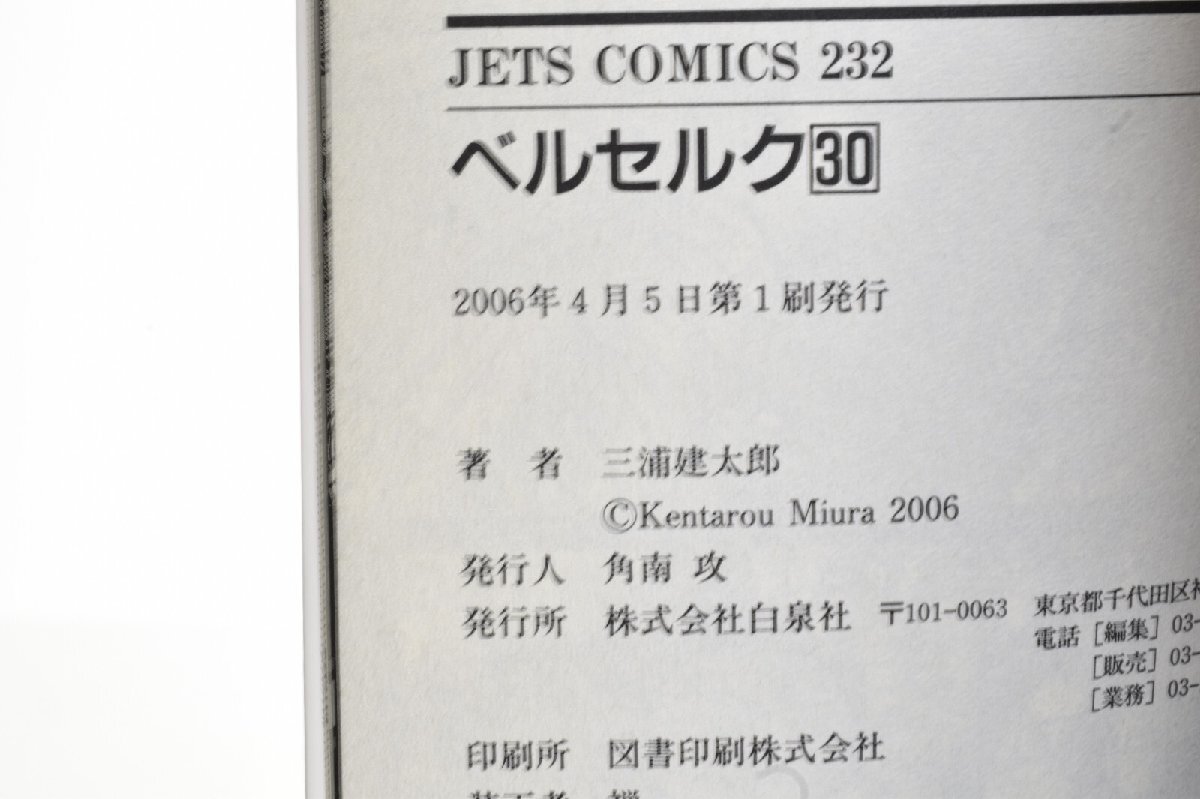 JETS COMICS 232
ベルセルク 30
2006年4月5日第1刷発行
著 者 三浦建太郎
©Kentarou Miura 2006
発行人 角南 攻
発行所 株式会社白泉社 〒101-0063 東京都千代田区神
電話 [編集] 03-
[販売] 03-
[業務] 03-
印刷所 図書印刷株式会社